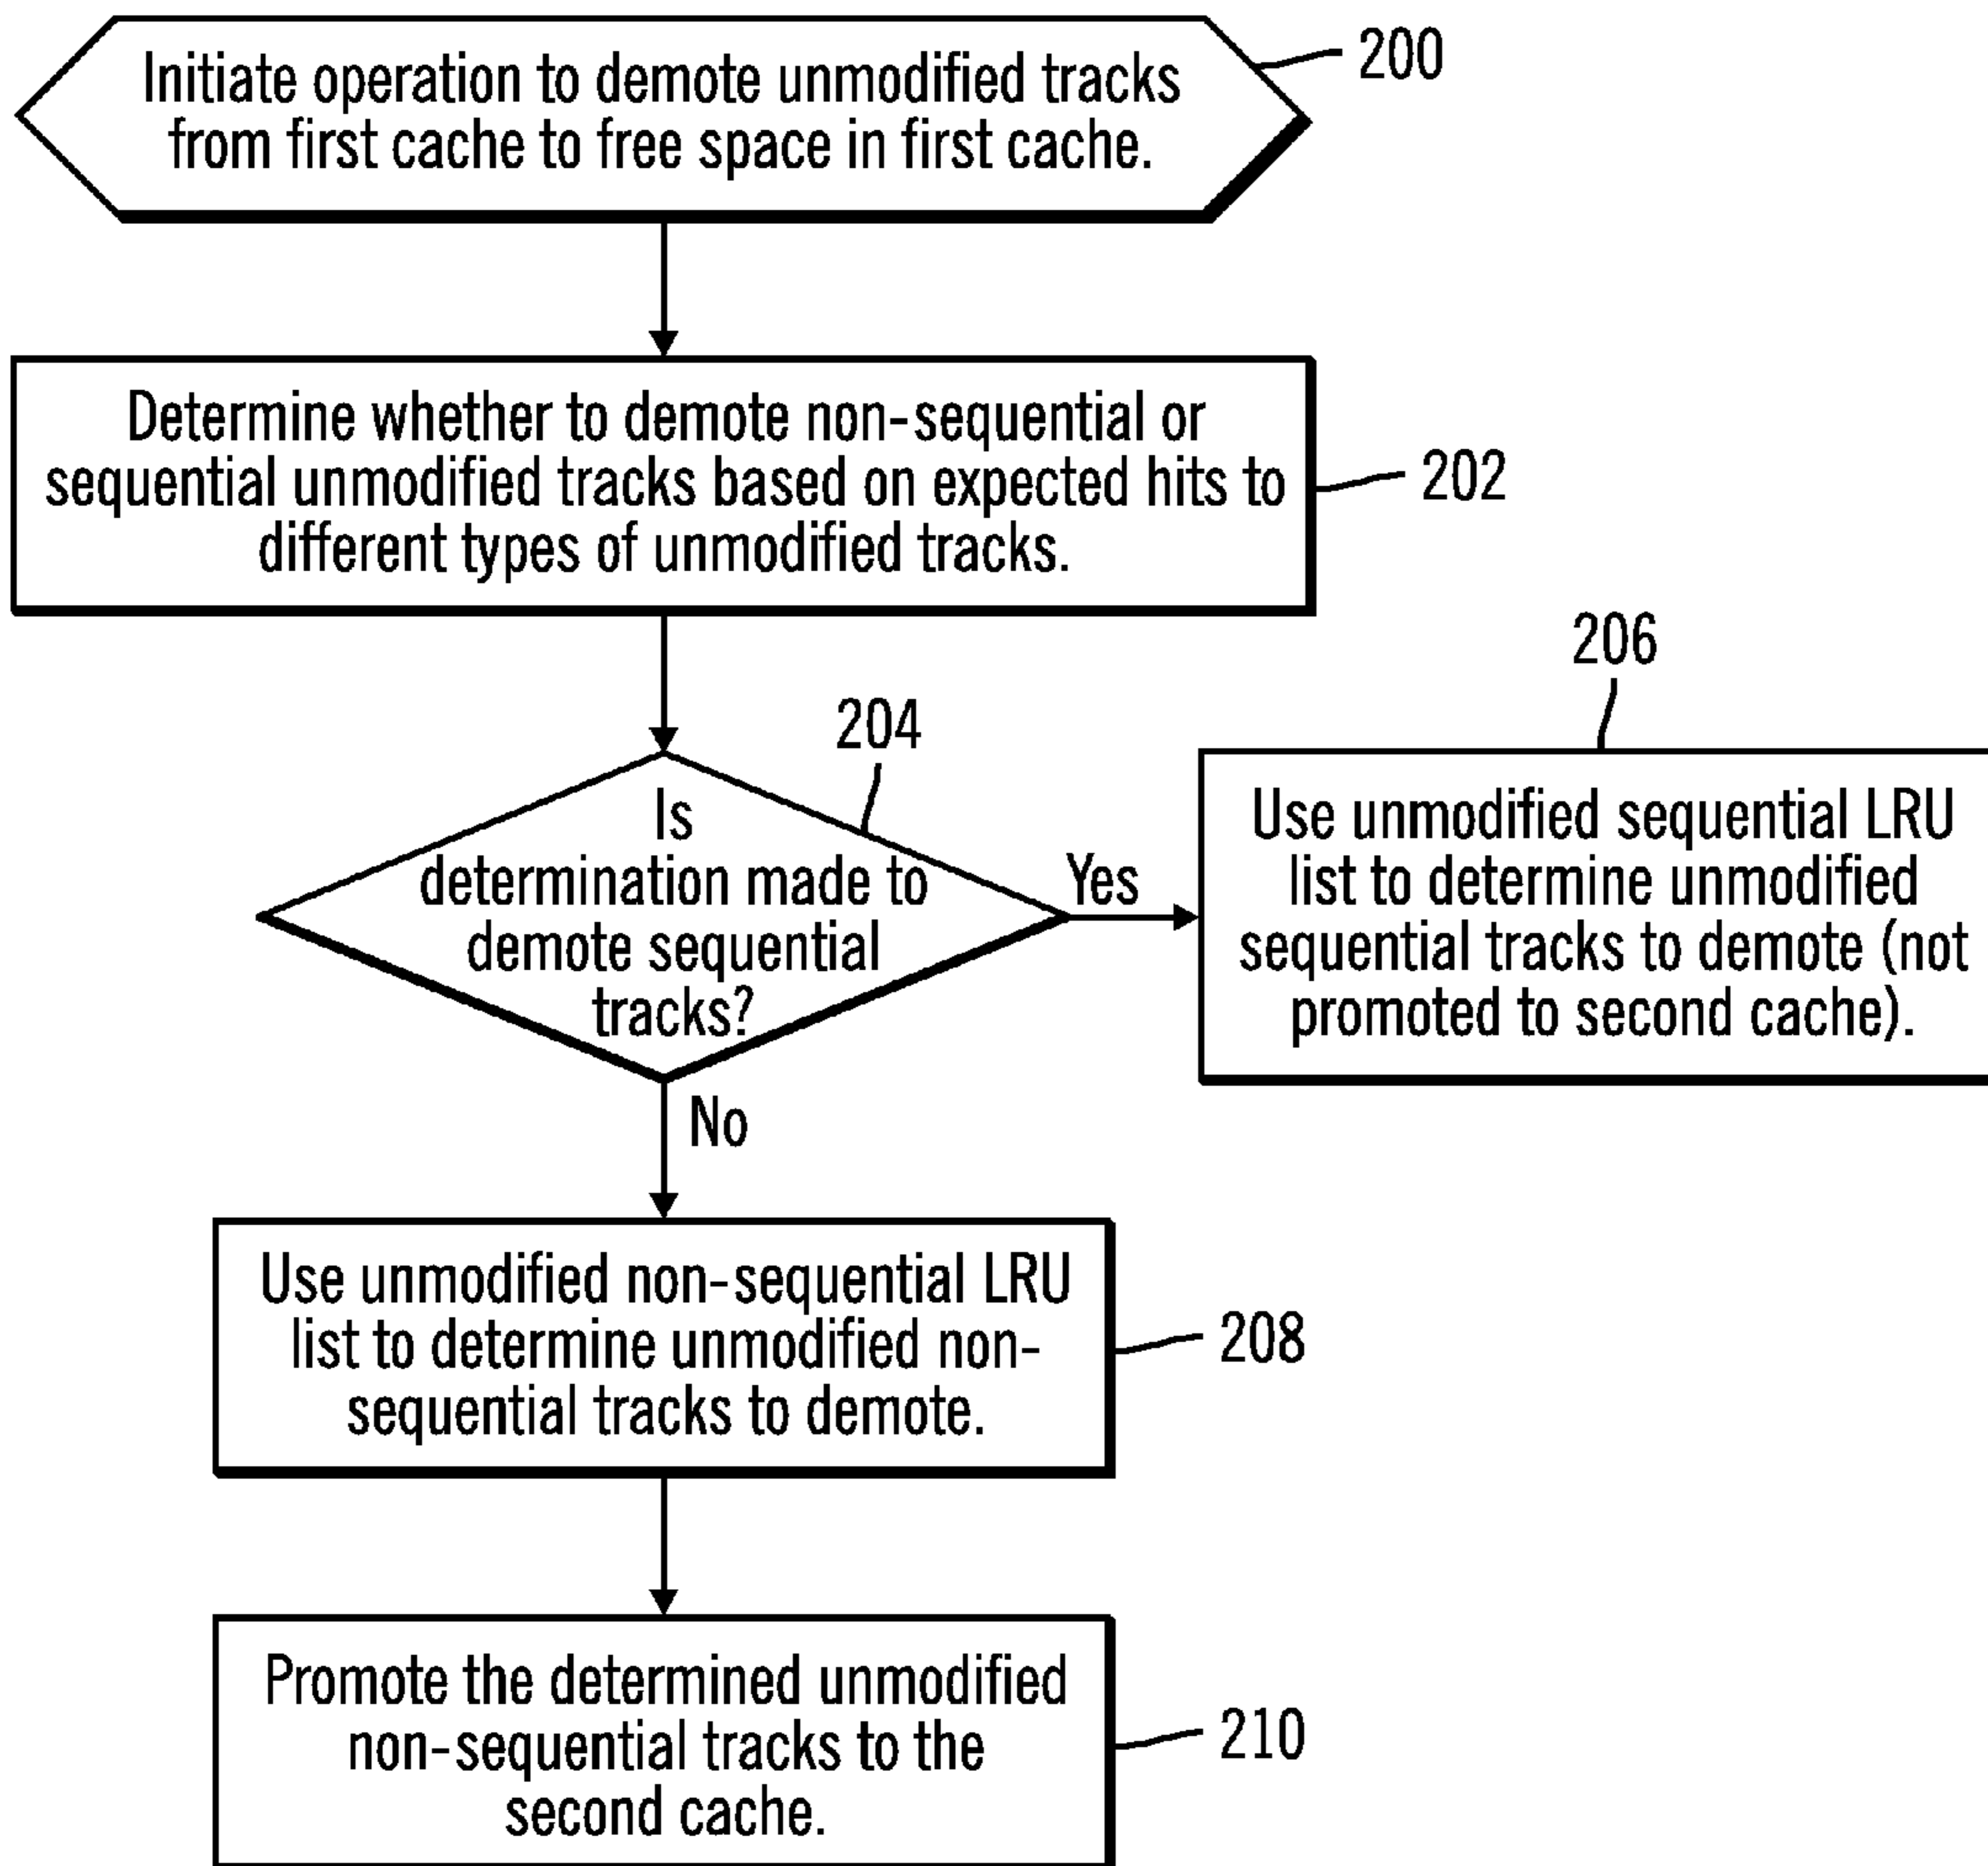 Initiate operation to demote unmodified tracks
from first cache to free space in first cache.
200
Determine whether to demote non-sequential or
sequential unmodified tracks based on expected hits to
different types of unmodified tracks.
202
204
Is
determination made to
demote sequential
tracks?
Yes
206
Use unmodified sequential LRU
list to determine unmodified
sequential tracks to demote (not
promoted to second cache).
No
Use unmodified non-sequential LRU
list to determine unmodified non-
sequential tracks to demote.
208
Promote the determined unmodified
non-sequential tracks to the
second cache.
210